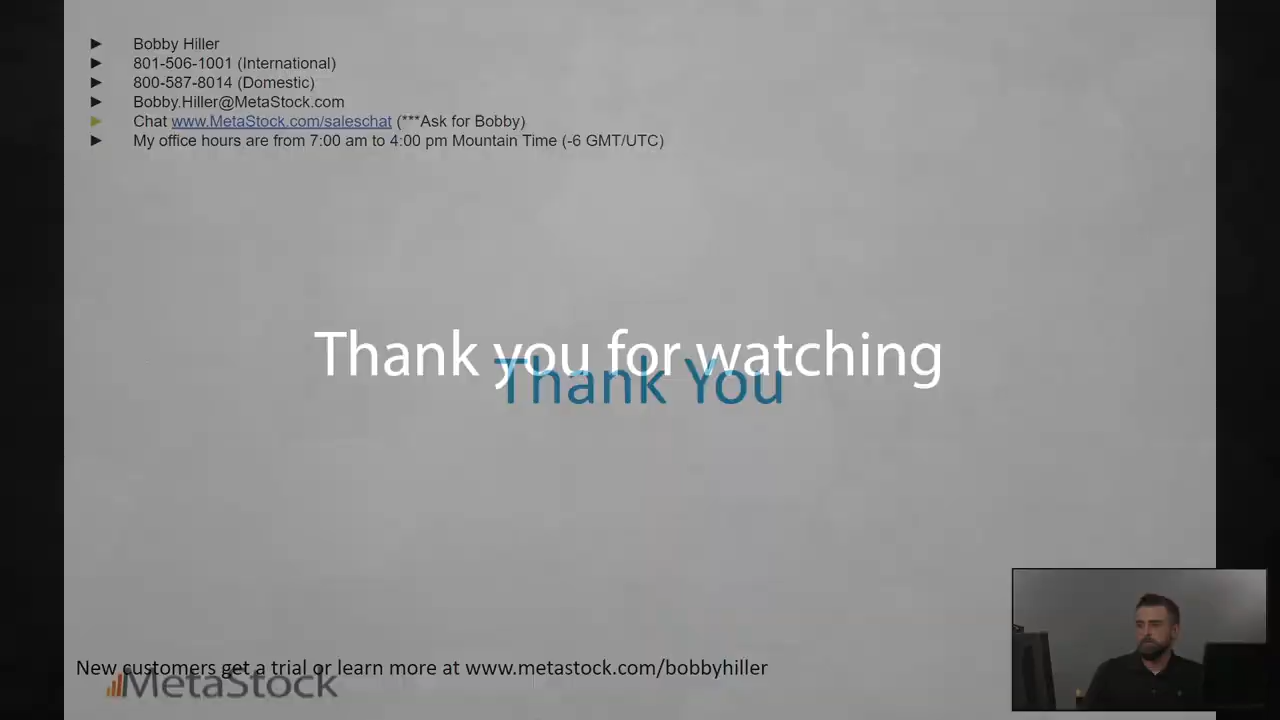 Bobby Hiller
801-506-1001 (International)
800-587-8014 (Domestic)
Bobby.Hiller@MetaStock.com
Chat www.MetaStock.com/saleschat (***Ask for Bobby)
My office hours are from 7:00 am to 4:00 pm Mountain Time (-6 GMT/UTC)
Thank you for watching
Thank You
New customers get a trial or learn more at www.metastock.com/bobbyhiller
MetaStock